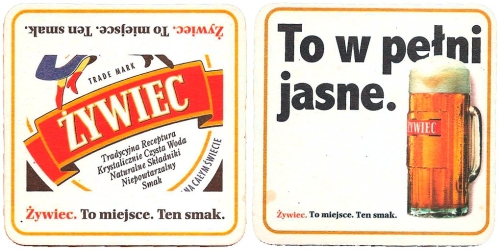 Żywiec. To miejsce. Ten smak.
TRADE MARK
ŻYWIEC
Tradycyjna Receptura
Krystalicznie Czysta Woda
Naturalne Składniki
Niepowtarzalny
Smak
NA CAŁYM ŚWIECIE
Żywiec. To miejsce. Ten smak.
To w pełni
jasne.
ŻYWIEC
Żywiec. To miejsce. Ten smak.